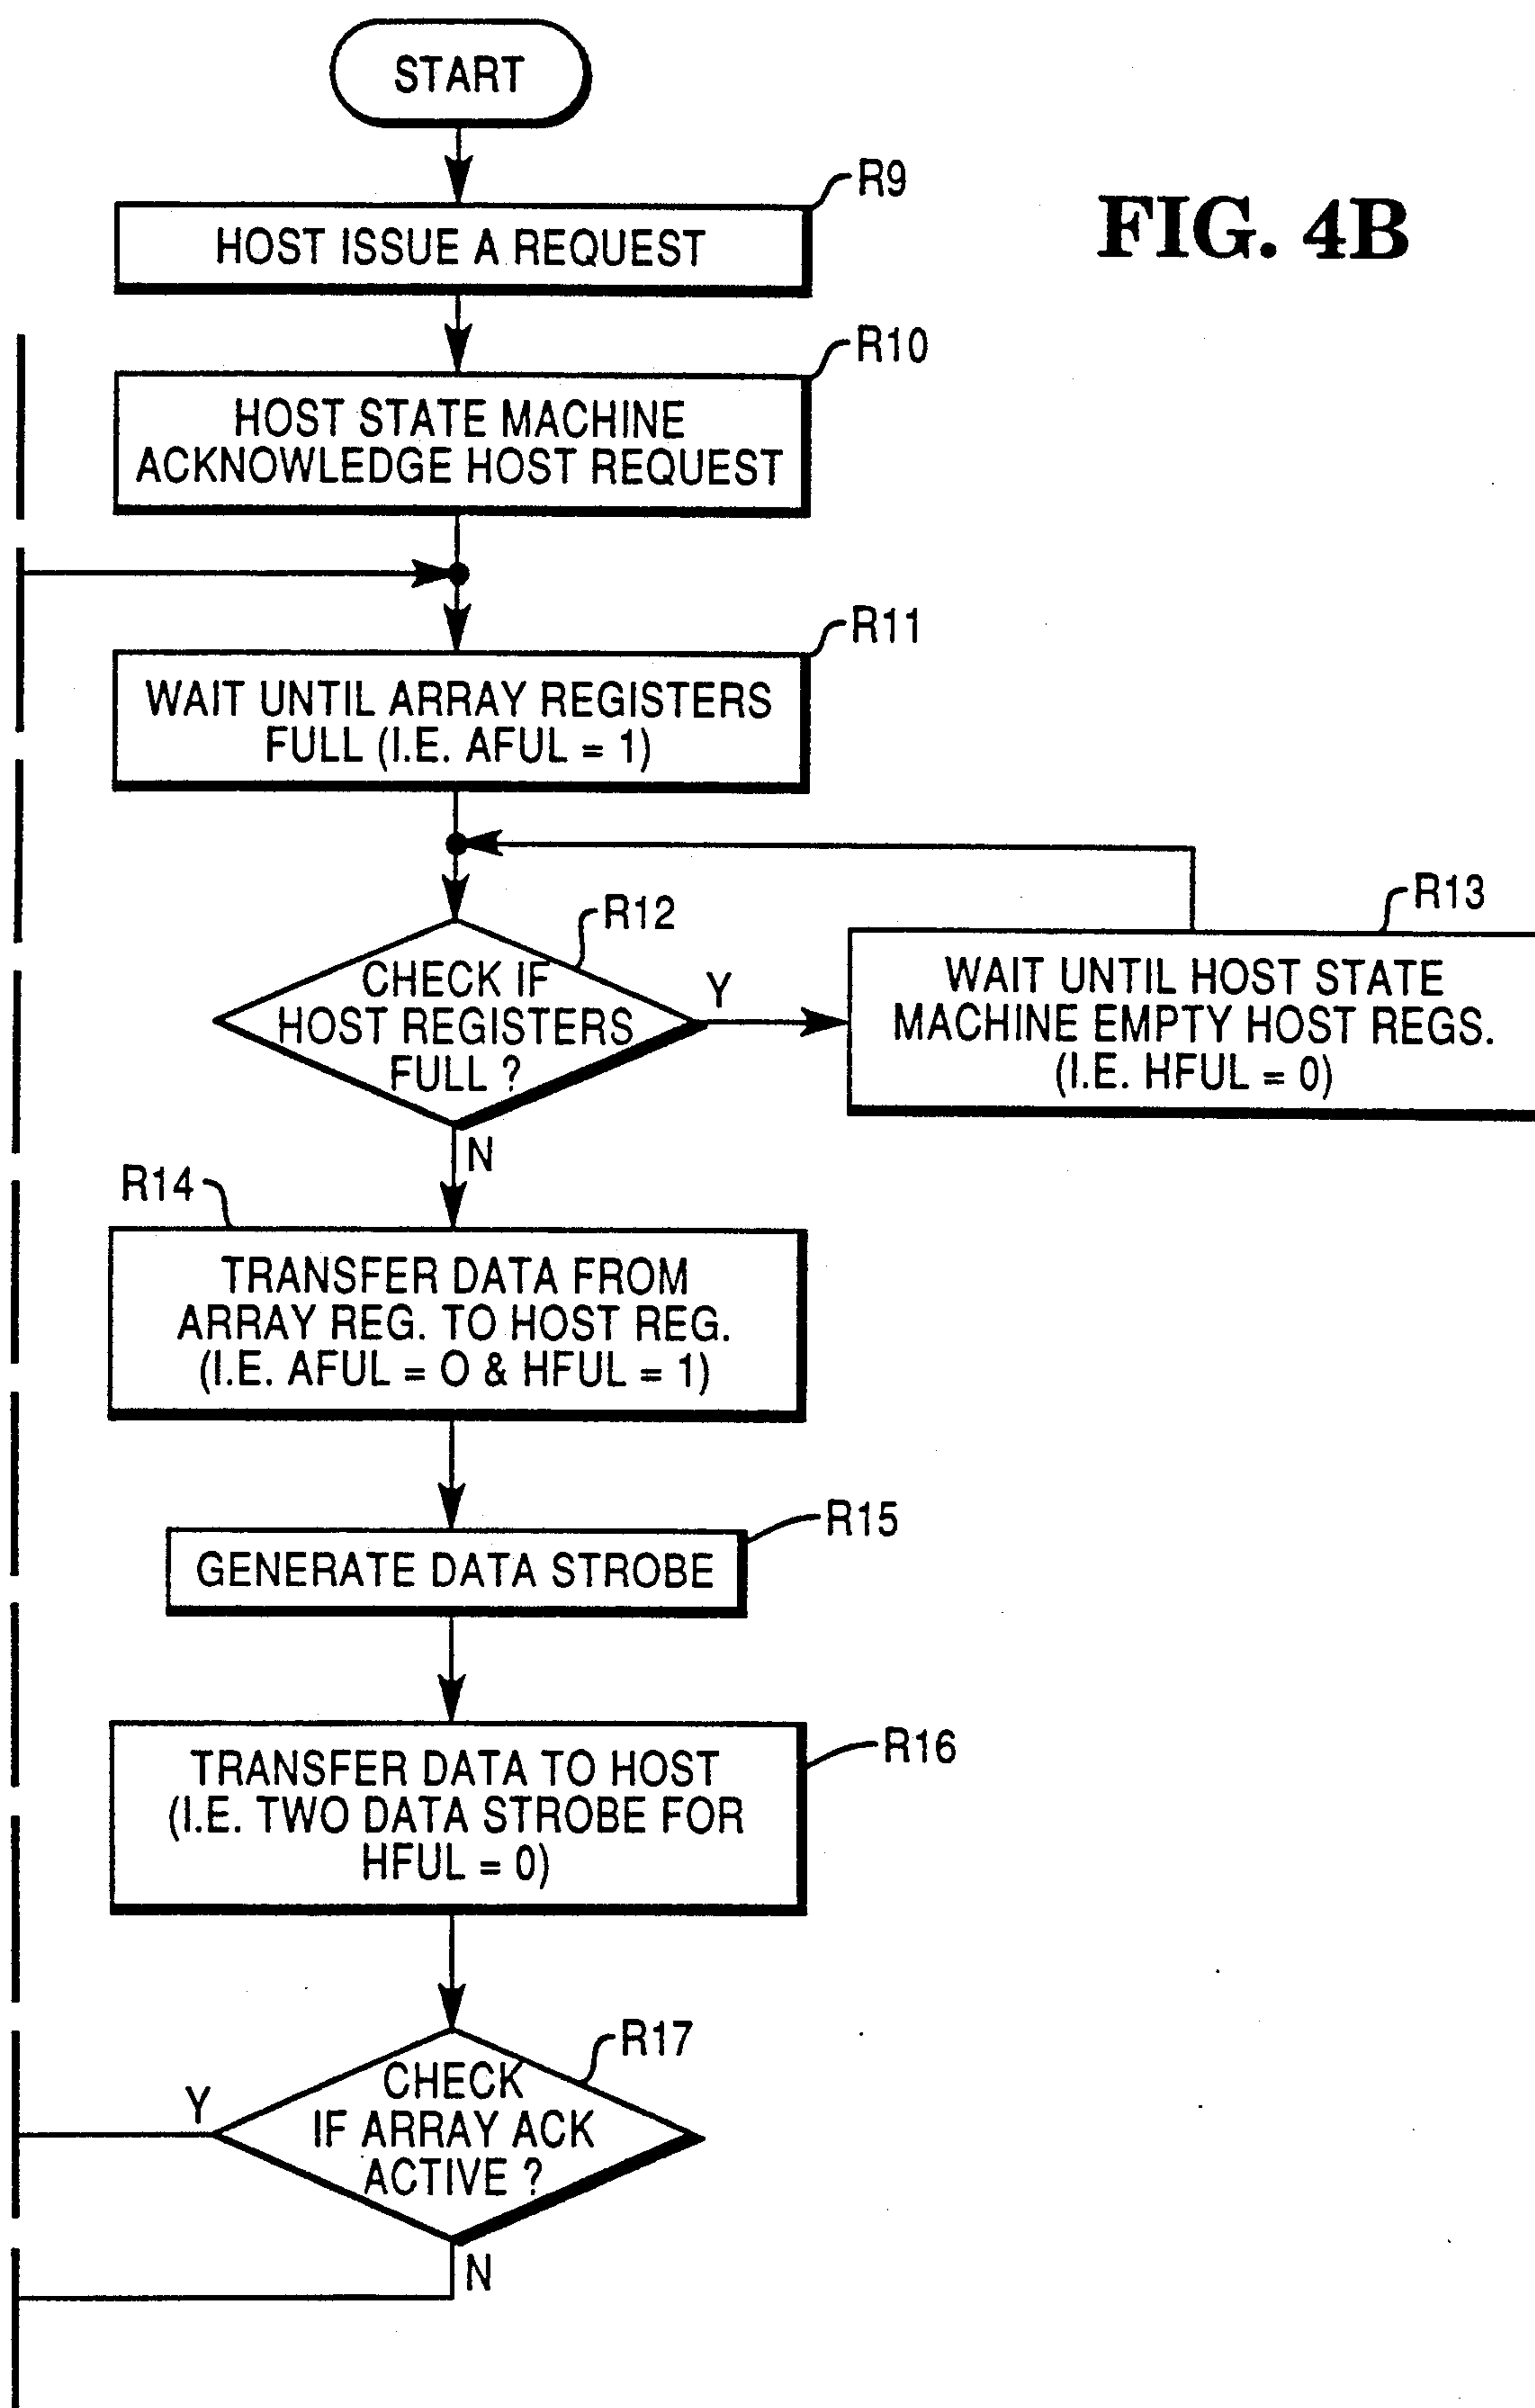 START
R9
HOST ISSUE A REQUEST
FIG. 4B
R10
HOST STATE MACHINE
ACKNOWLEDGE HOST REQUEST
R11
WAIT UNTIL ARRAY REGISTERS
FULL (I.E. AFUL = 1)
R12
CHECK IF
HOST REGISTERS
FULL ?
Y
R13
WAIT UNTIL HOST STATE
MACHINE EMPTY HOST REGS.
(I.E. HFUL = 0)
N
R14
TRANSFER DATA FROM
ARRAY REG. TO HOST REG.
(I.E. AFUL = O & HFUL = 1)
R15
GENERATE DATA STROBE
R16
TRANSFER DATA TO HOST
(I.E. TWO DATA STROBE FOR
HFUL = 0)
R17
CHECK
IF ARRAY ACK
ACTIVE ?
Y
N